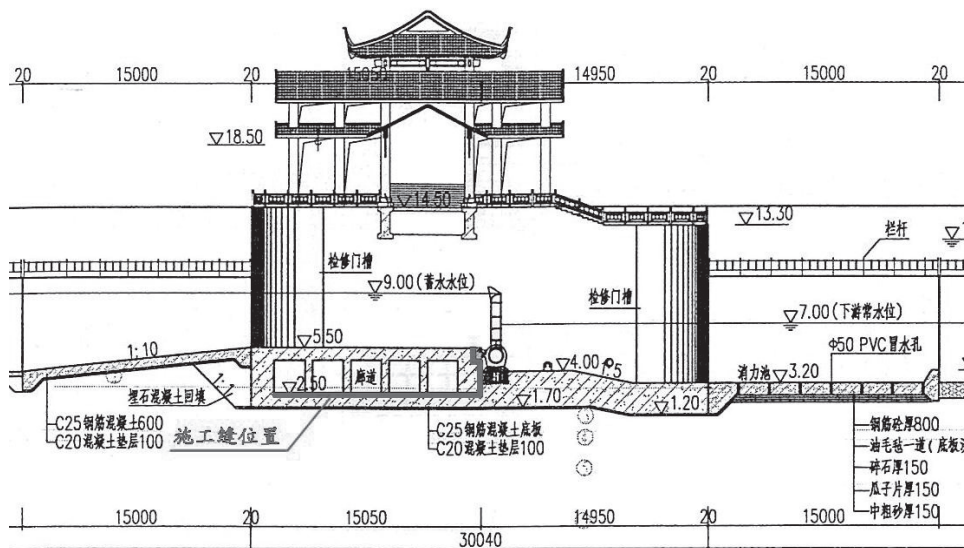 20 15000 20 15050 14950 20 15000 20
▽18.50
▽14.50
▽13.30
栏杆
检修门槽
▽9.00(蓄水水位)
检修门槽
▽7.00(下游常水位)
1:10
▽5.50
Φ50 PVC冒水孔
▽4.00
消力池 ▽3.20
▽2.50
廊道
1:1
埋石混凝土回填
▽1.70
▽1.20
C25钢筋混凝土600
C20混凝土垫层100
施工缝位置
C25钢筋混凝土底板
C20混凝土垫层100
钢筋砼厚800
油毛毡一道(底板
碎石厚150
瓜子片厚150
中粗砂厚150
15000 20 15050 14950 20 15000 20
30040